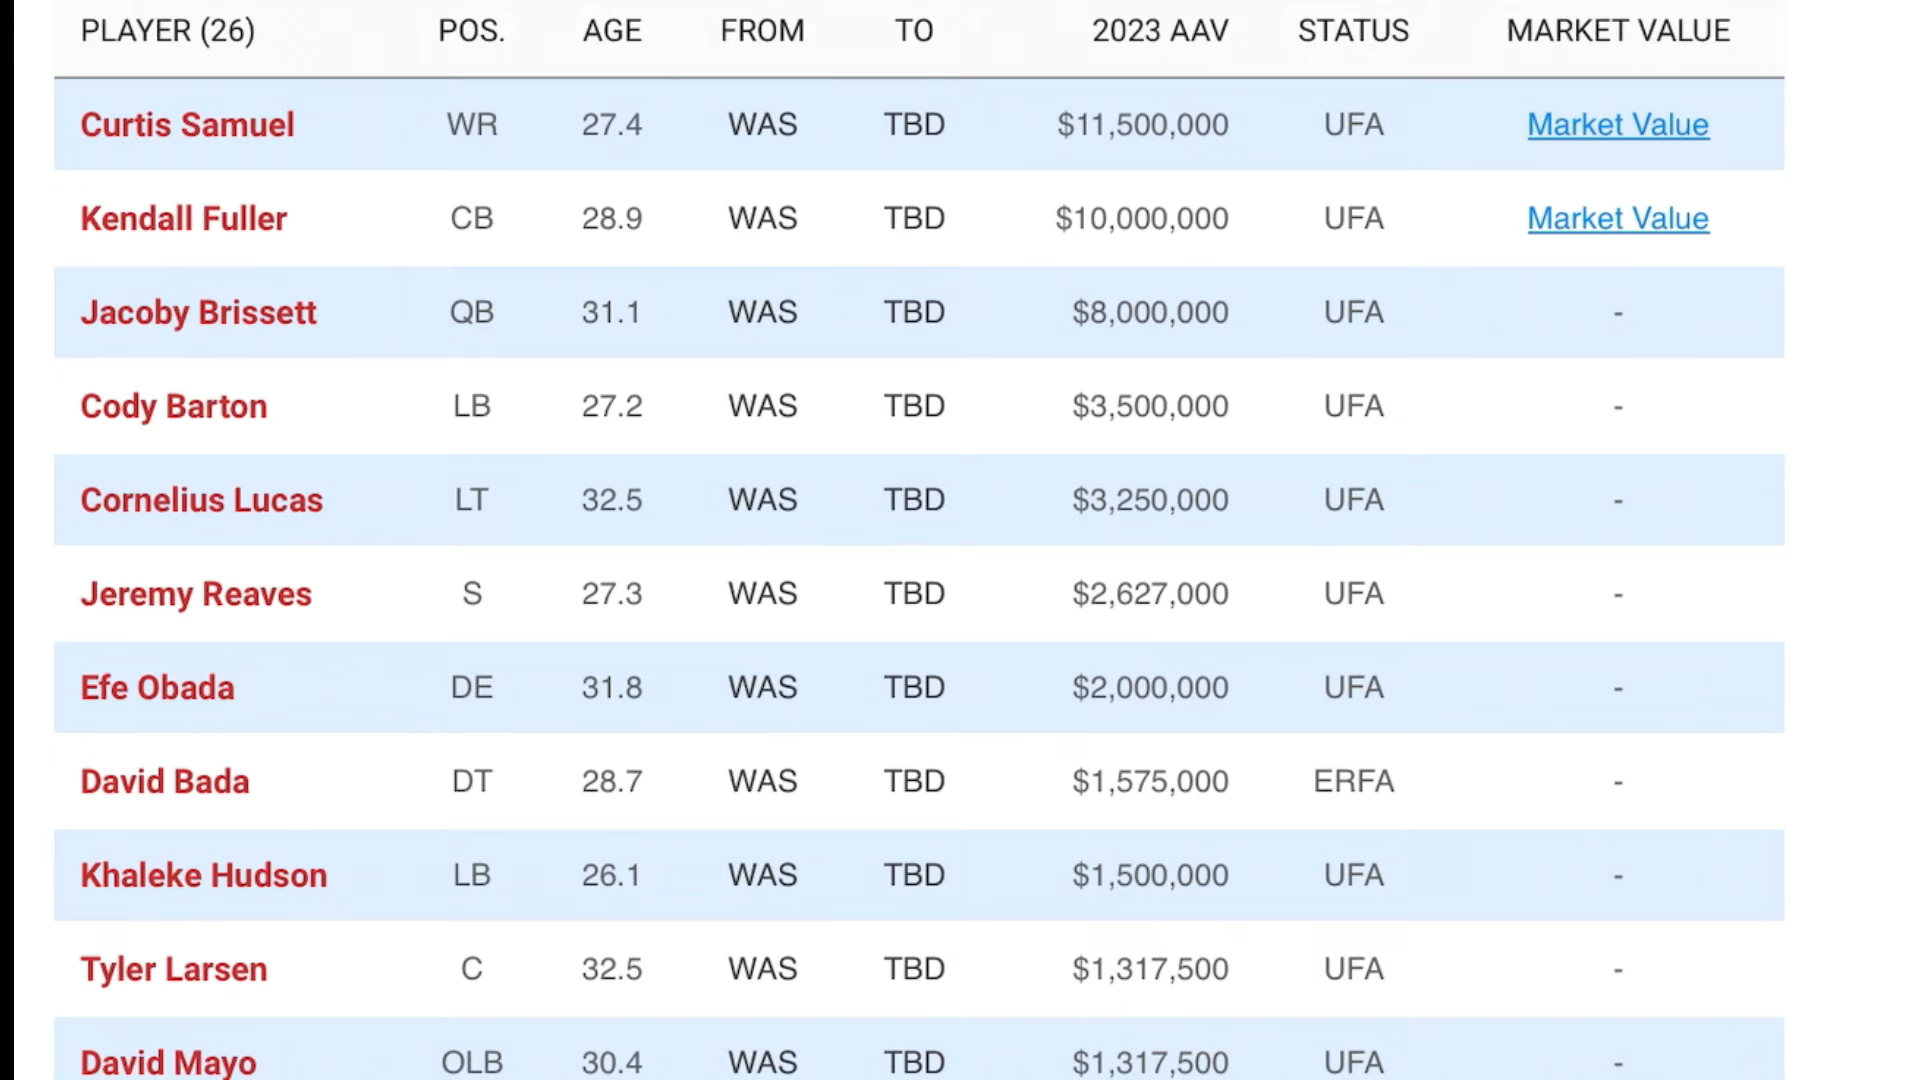 PLAYER (26) POS. AGE FROM TO 2023 AAV STATUS MARKET VALUE
Curtis Samuel WR 27.4 WAS TBD $11,500,000 UFA Market Value
Kendall Fuller CB 28.9 WAS TBD $10,000,000 UFA Market Value
Jacoby Brissett QB 31.1 WAS TBD $8,000,000 UFA -
Cody Barton LB 27.2 WAS TBD $3,500,000 UFA -
Cornelius Lucas LT 32.5 WAS TBD $3,250,000 UFA -
Jeremy Reaves S 27.3 WAS TBD $2,627,000 UFA -
Efe Obada DE 31.8 WAS TBD $2,000,000 UFA -
David Bada DT 28.7 WAS TBD $1,575,000 ERFA -
Khaleke Hudson LB 26.1 WAS TBD $1,500,000 UFA -
Tyler Larsen C 32.5 WAS TBD $1,317,500 UFA -
David Mayo OLB 30.4 WAS TBD $1,317,500 UFA -